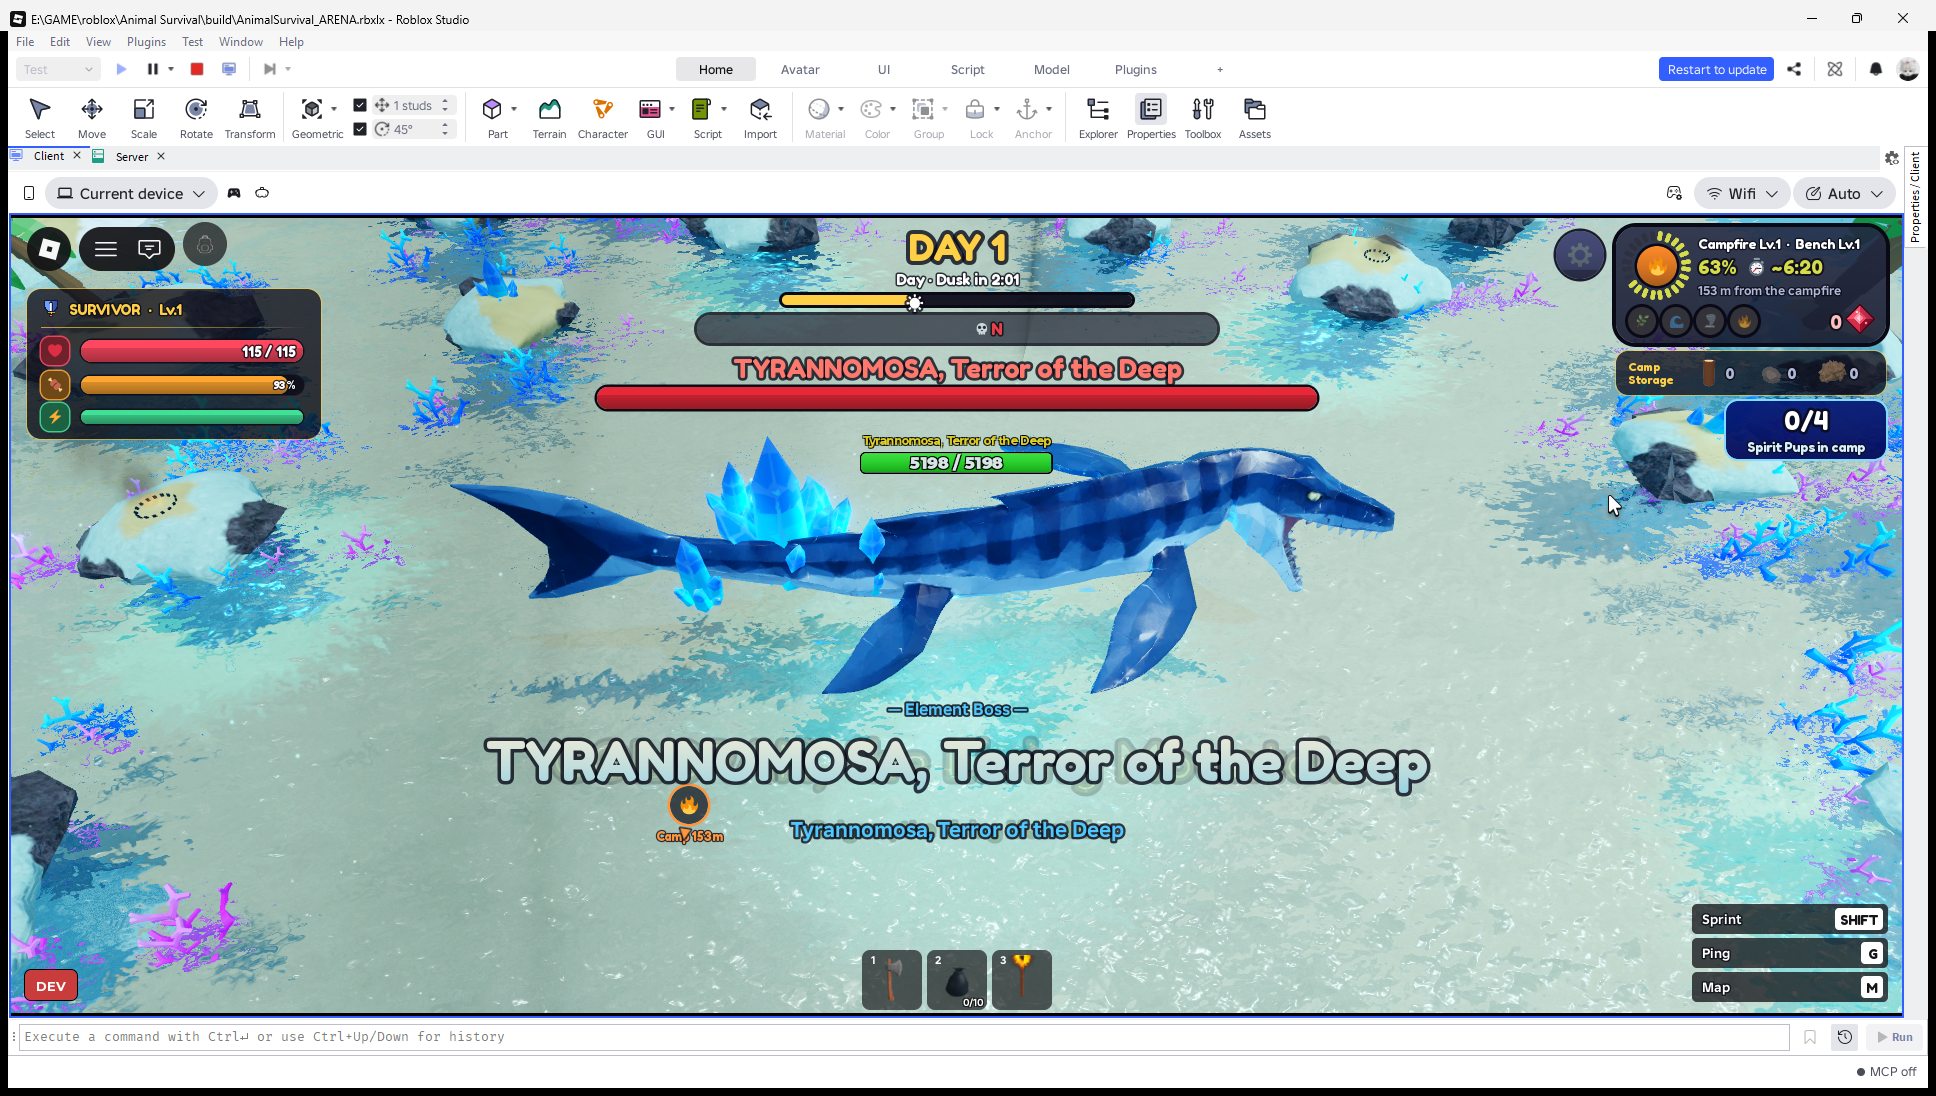 E:\GAME\roblox\Animal Survival\build\AnimalSurvival_ARENA.rbxlx - Roblox Studio
File Edit View Plugins Test Window Help
Test
Home Avatar UI Script Model Plugins +
Restart to update
Select Move Scale Rotate Transform Geometric
1 studs
45°
Part Terrain Character GUI Script Import
Material Color Group Lock Anchor
Explorer Properties Toolbox Assets
Client
Server
Properties / Client
Current device
Wifi
Auto
DAY 1
Day · Dusk in 2:01
N
TYRANNOMOSA, Terror of the Deep
SURVIVOR · Lv.1
115 / 115
93%
Campfire Lv.1 · Bench Lv.1
63% ~6:20
153 m from the campfire
0
Camp Storage
0 0 0
0/4
Spirit Pups in camp
Tyrannomosa, Terror of the Deep
5198 / 5198
— Element Boss —
TYRANNOMOSA, Terror of the Deep
Camp 153m
Tyrannomosa, Terror of the Deep
Sprint SHIFT
Ping G
Map M
DEV
1
2
0/10
3
Execute a command with Ctrl↵ or use Ctrl+Up/Down for history
Run
MCP off